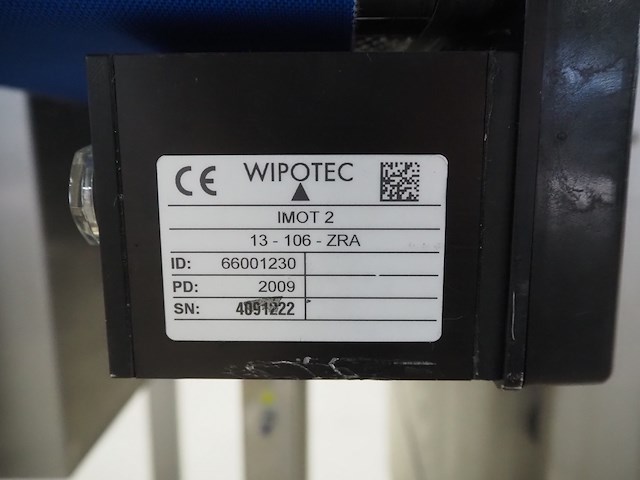 CE WIPOTEC
IMOT 2
13 - 106 - ZRA
ID: 66001230
PD: 2009
SN: 4091222